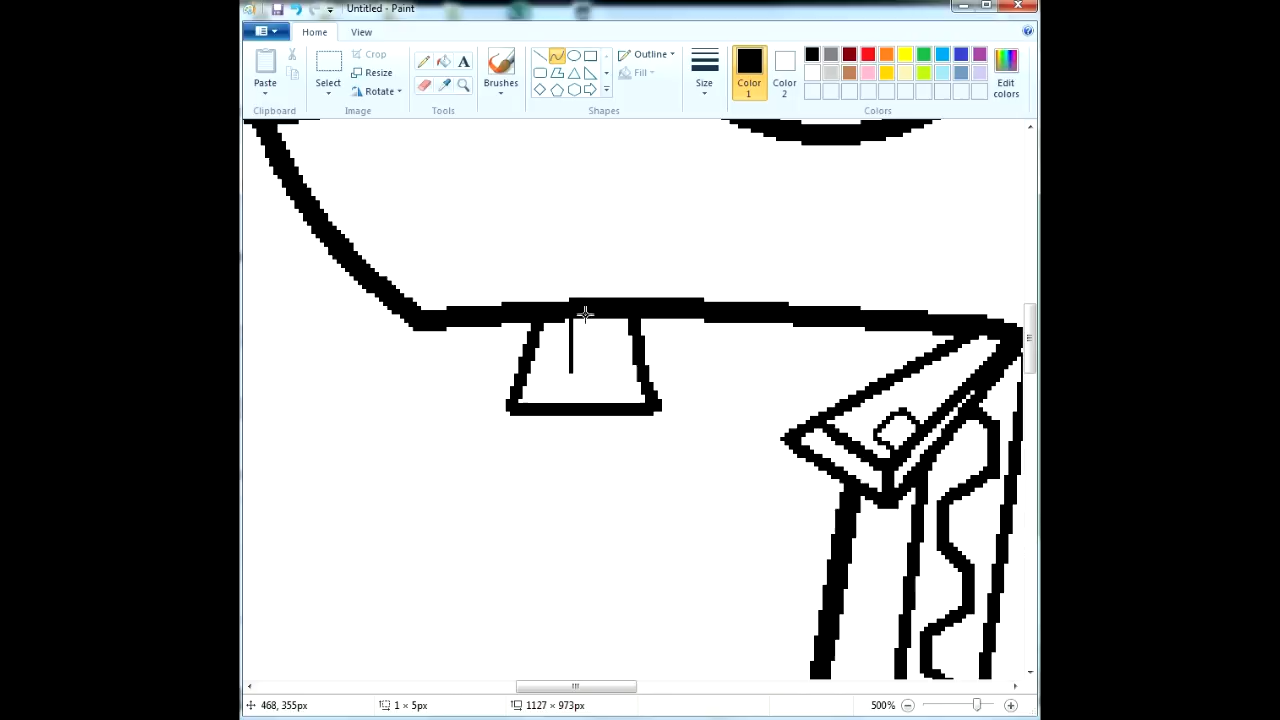 Untitled - Paint
Home View
Paste
Select
Crop
Resize
Rotate
A
Brushes
Outline
Fill
Size
Color 1
Color 2
Edit colors
Clipboard Image Tools Shapes Colors
468, 355px 1 × 5px 1127 × 973px 500%